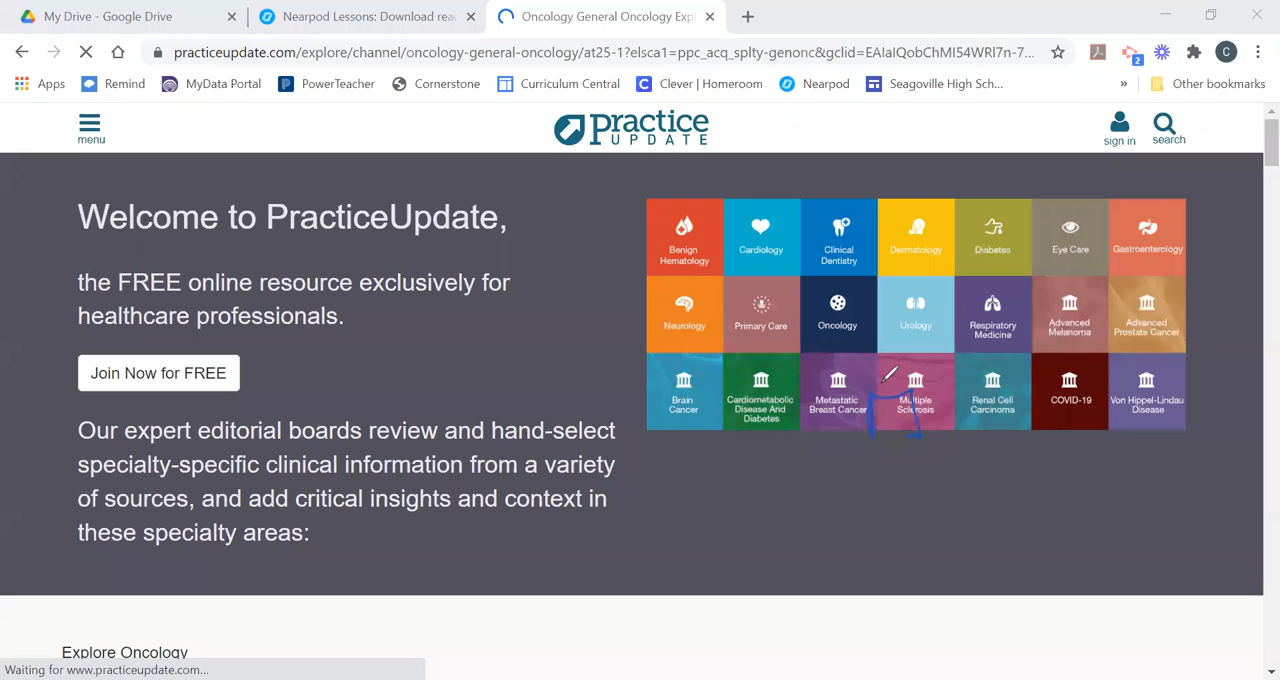 My Drive - Google Drive
Nearpod Lessons: Download rea
Oncology General Oncology Expl
practiceupdate.com/explore/channel/oncology-general-oncology/at25-1?elsca1=ppc_acq_splty-genonc&gclid=EAIaIQobChMI54WRl7n-7...
2
C
Apps
Remind
MyData Portal
PowerTeacher
Cornerstone
Curriculum Central
Clever | Homeroom
Nearpod
Seagoville High Sch...
»
Other bookmarks
menu
practice
UPDATE
sign in
search
Welcome to PracticeUpdate,
the FREE online resource exclusively for
healthcare professionals.
Join Now for FREE
Our expert editorial boards review and hand-select
specialty-specific clinical information from a variety
of sources, and add critical insights and context in
these specialty areas:
Benign
Hematology
Cardiology
Clinical
Dentistry
Dermatology
Diabetes
Eye Care
Gastroenterology
Neurology
Primary Care
Oncology
Urology
Respiratory
Medicine
Advanced
Melanoma
Advanced
Prostate Cancer
Brain
Cancer
Cardiometabolic
Disease And
Diabetes
Metastatic
Breast Cancer
Multiple
Sclerosis
Renal Cell
Carcinoma
COVID-19
Von Hippel-Lindau
Disease
Explore Oncology
Waiting for www.practiceupdate.com...